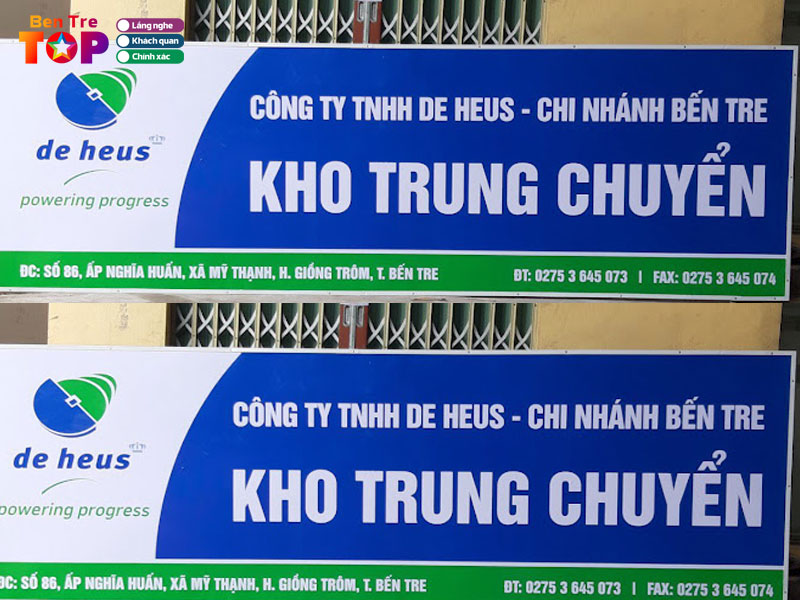 Ben Tre
TOP
Lắng nghe
Khách quan
Chính xác
de heus
powering progress
CÔNG TY TNHH DE HEUS - CHI NHÁNH BẾN TRE
KHO TRUNG CHUYỂN
ĐC: SỐ 86, ẤP NGHĨA HUẤN, XÃ MỸ THẠNH, H. GIỒNG TRÔM, T. BẾN TRE
ĐT: 0275 3 645 073 | FAX: 0275 3 645 074
de heus
powering progress
CÔNG TY TNHH DE HEUS - CHI NHÁNH BẾN TRE
KHO TRUNG CHUYỂN
ĐC: SỐ 86, ẤP NGHĨA HUẤN, XÃ MỸ THẠNH, H. GIỒNG TRÔM, T. BẾN TRE
ĐT: 0275 3 645 073 | FAX: 0275 3 645 074